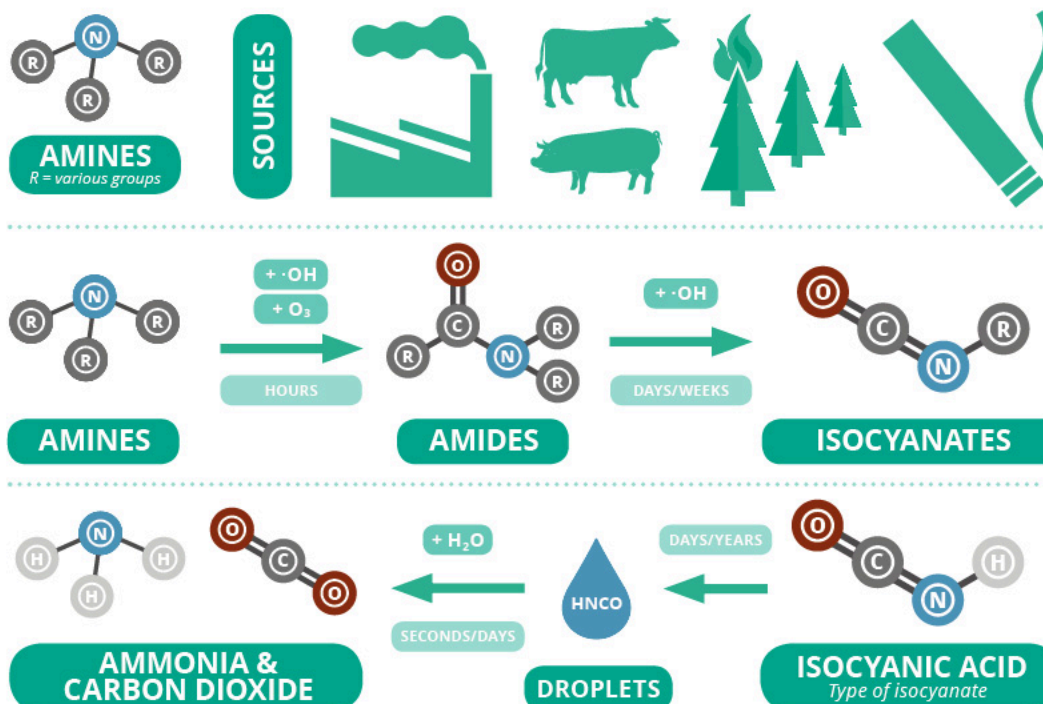 N
R
R
R
AMINES
R = various groups
SOURCES
N
R
R
R
AMINES
+ ·OH
+ O₃
HOURS
O
C
R
N
R
R
AMIDES
+ ·OH
DAYS/WEEKS
O
C
N
R
ISOCYANATES
N
H
H
H
O
C
O
AMMONIA &
CARBON DIOXIDE
+ H₂O
SECONDS/DAYS
HNCO
DROPLETS
DAYS/YEARS
O
C
N
H
ISOCYANIC ACID
Type of isocyanate